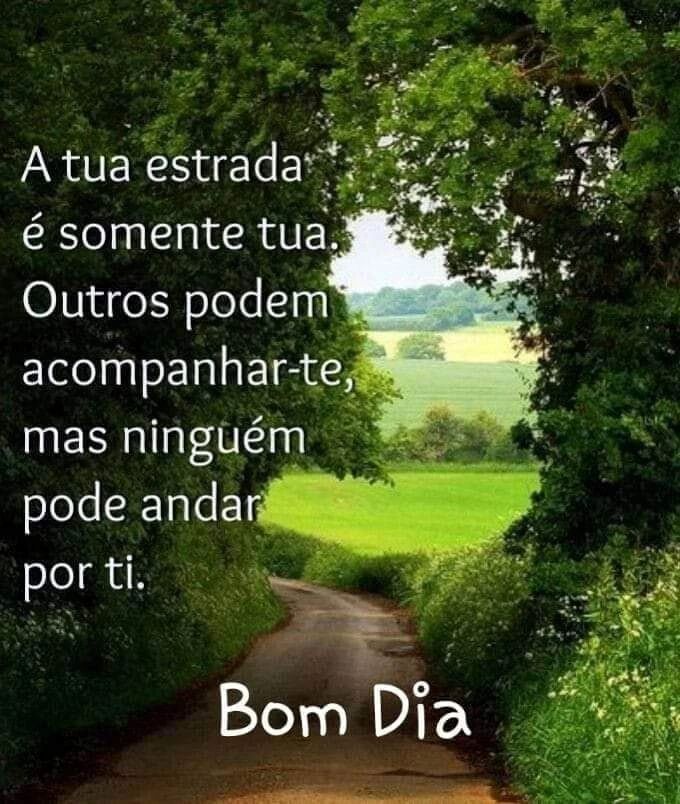 A tua estrada
é somente tua.
Outros podem
acompanhar-te,
mas ninguém
pode andar
por ti.
Bom Dia